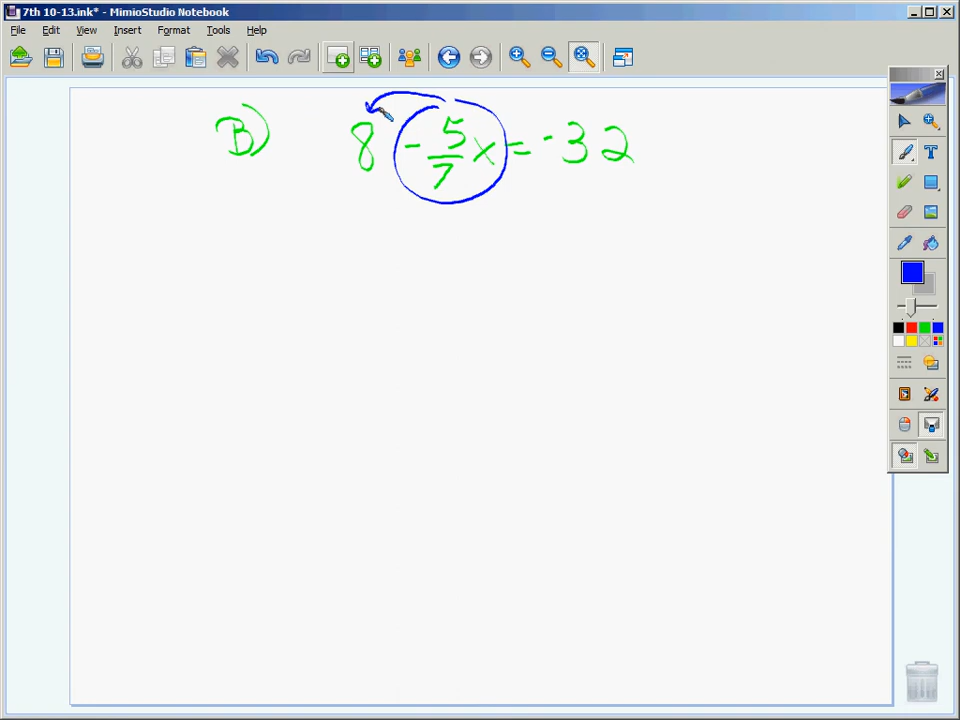 7th 10-13.ink* - MimioStudio Notebook
File Edit View Insert Format Tools Help
B) 8 - 5/7 x = -32
T